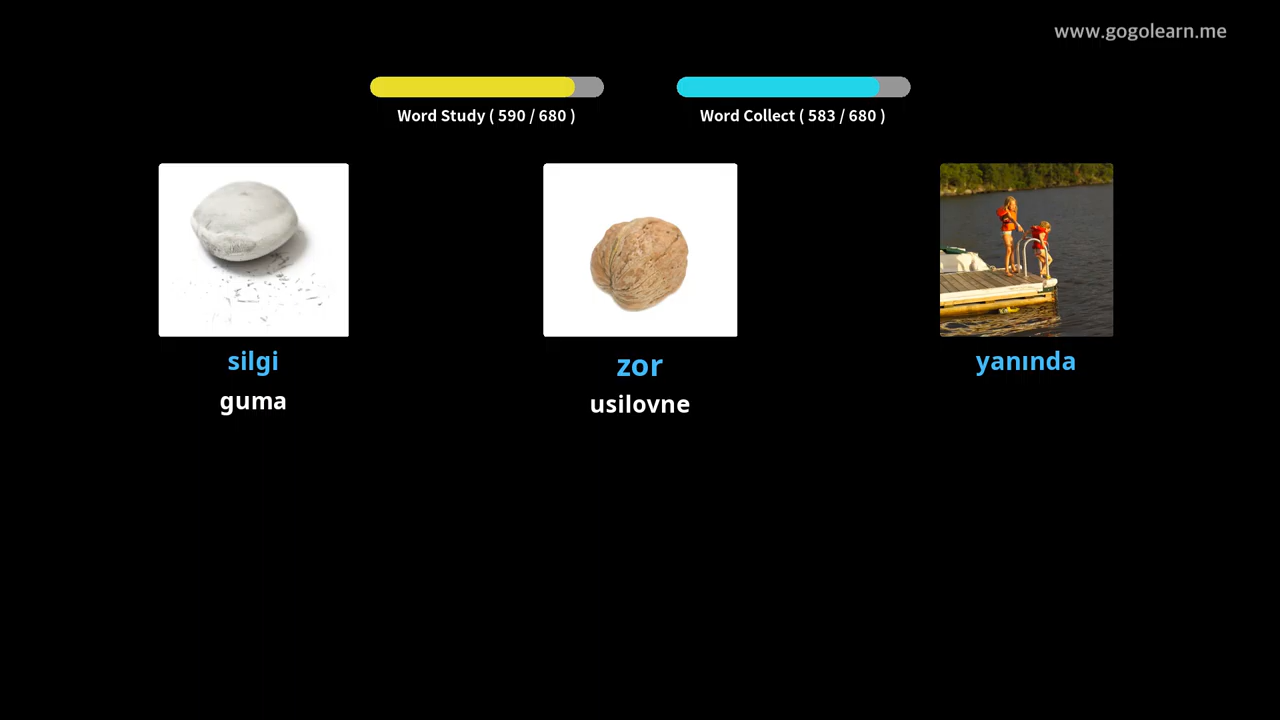 www.gogolearn.me
Word Study ( 590 / 680 )
Word Collect ( 583 / 680 )
silgi
guma
zor
usilovne
yanında